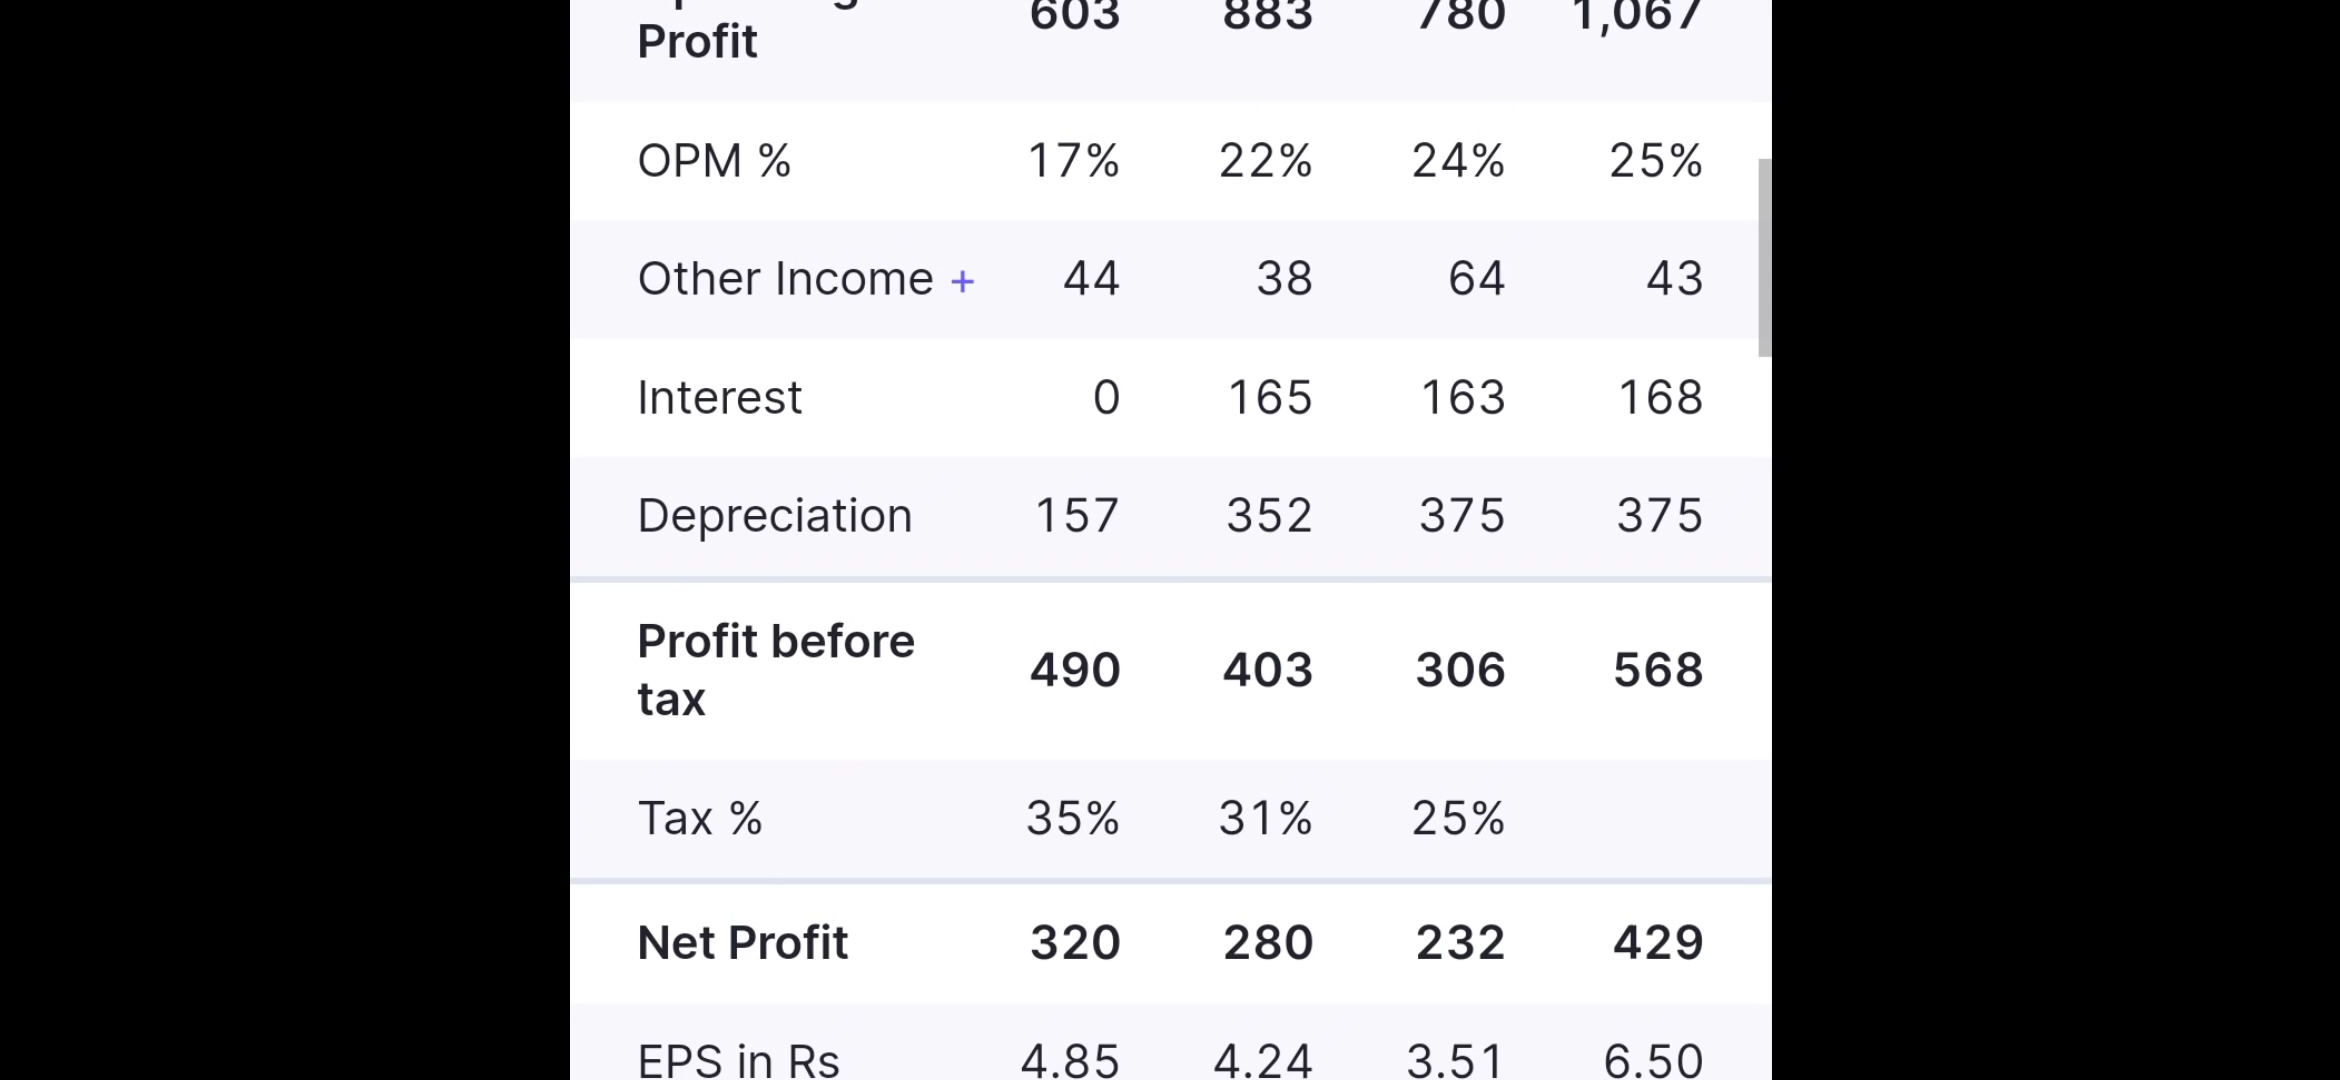 Profit 603 883 780 1,067
OPM % 17% 22% 24% 25%
Other Income + 44 38 64 43
Interest 0 165 163 168
Depreciation 157 352 375 375
Profit before
tax 490 403 306 568
Tax % 35% 31% 25%
Net Profit 320 280 232 429
EPS in Rs 4.85 4.24 3.51 6.50